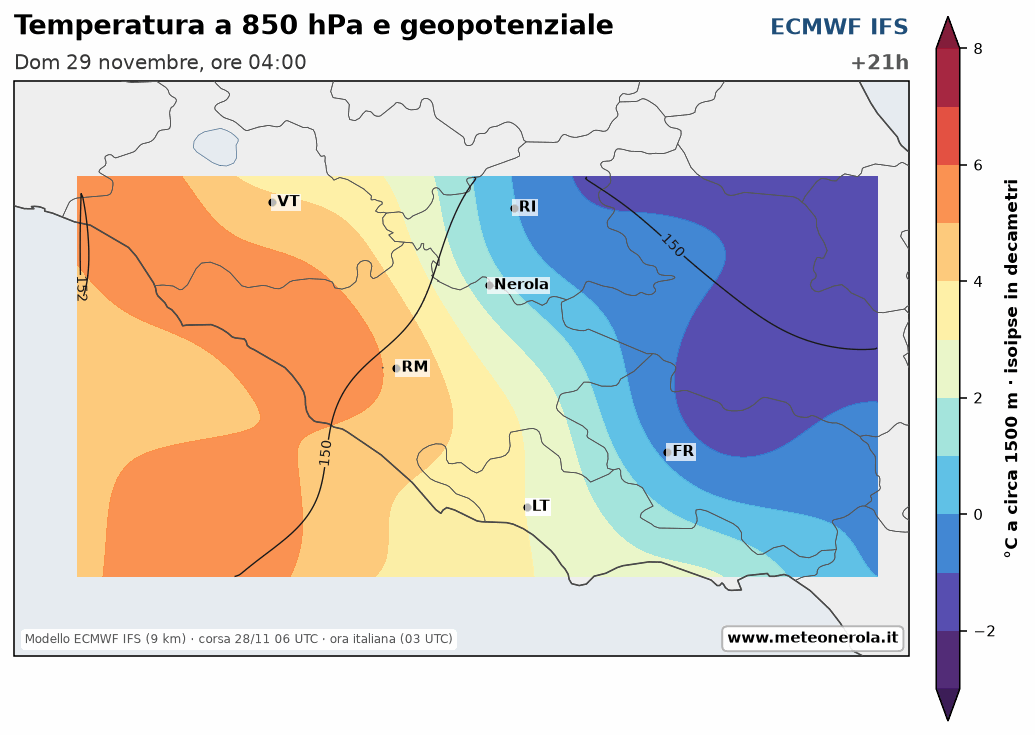 Temperatura a 850 hPa e geopotenziale
ECMWF IFS
Dom 29 novembre, ore 04:00
+21h
VT
RI
150
Nerola
152
RM
150
FR
LT
8
6
4
2
0
−2
°C a circa 1500 m · isoipse in decametri
Modello ECMWF IFS (9 km) · corsa 28/11 06 UTC · ora italiana (03 UTC)
www.meteonerola.it